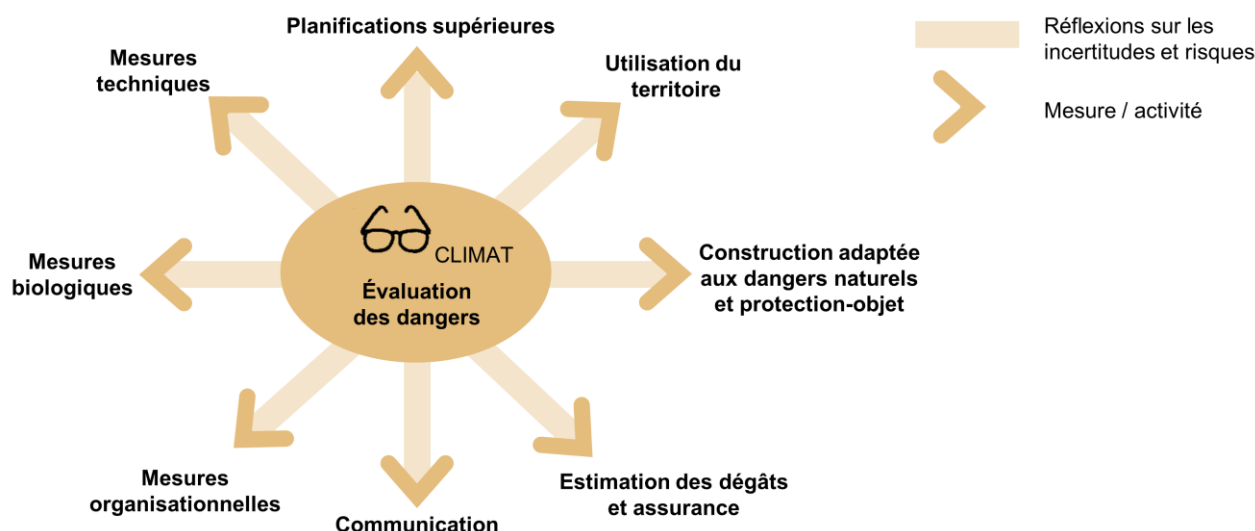 Planifications supérieures
Mesures
techniques
Utilisation du
territoire
Réflexions sur les
incertitudes et risques
Mesure / activité
Mesures
biologiques
CLIMAT
Évaluation
des dangers
Construction adaptée
aux dangers naturels
et protection-objet
Mesures
organisationnelles
Communication
Estimation des dégâts
et assurance